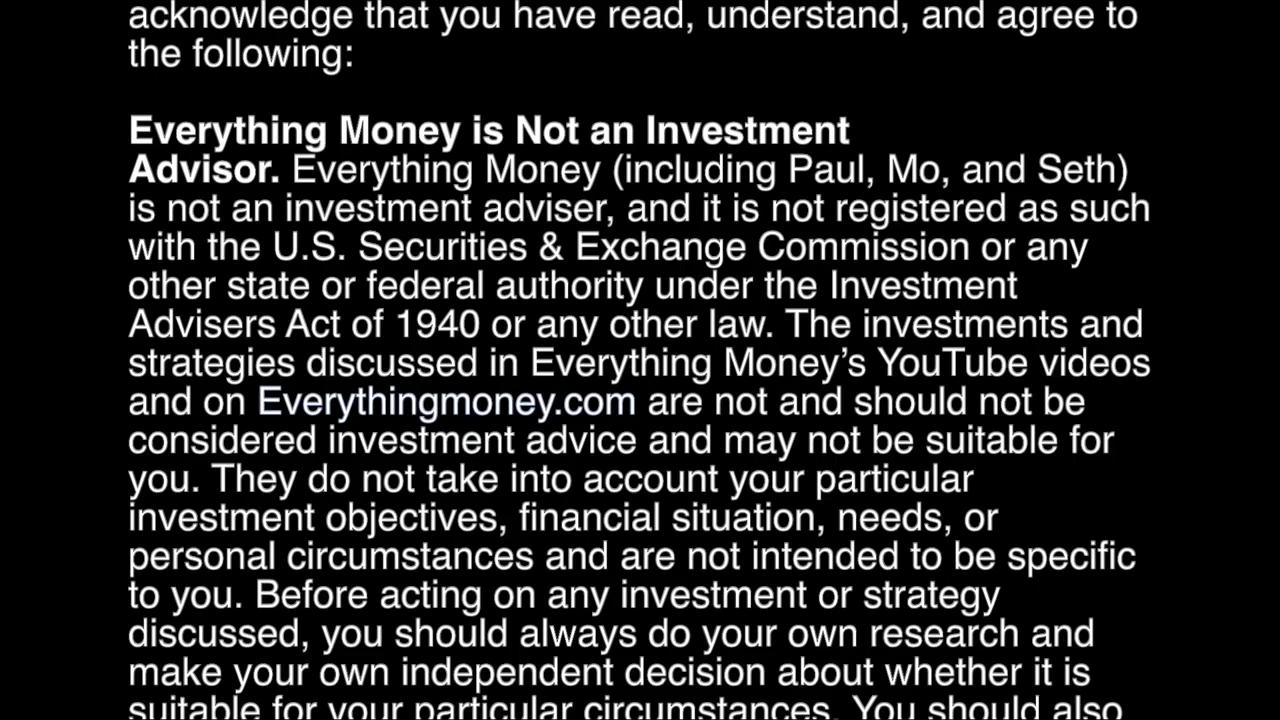 acknowledge that you have read, understand, and agree to
the following:
Everything Money is Not an Investment
Advisor. Everything Money (including Paul, Mo, and Seth)
is not an investment adviser, and it is not registered as such
with the U.S. Securities & Exchange Commission or any
other state or federal authority under the Investment
Advisers Act of 1940 or any other law. The investments and
strategies discussed in Everything Money’s YouTube videos
and on Everythingmoney.com are not and should not be
considered investment advice and may not be suitable for
you. They do not take into account your particular
investment objectives, financial situation, needs, or
personal circumstances and are not intended to be specific
to you. Before acting on any investment or strategy
discussed, you should always do your own research and
make your own independent decision about whether it is
suitable for your particular circumstances. You should also